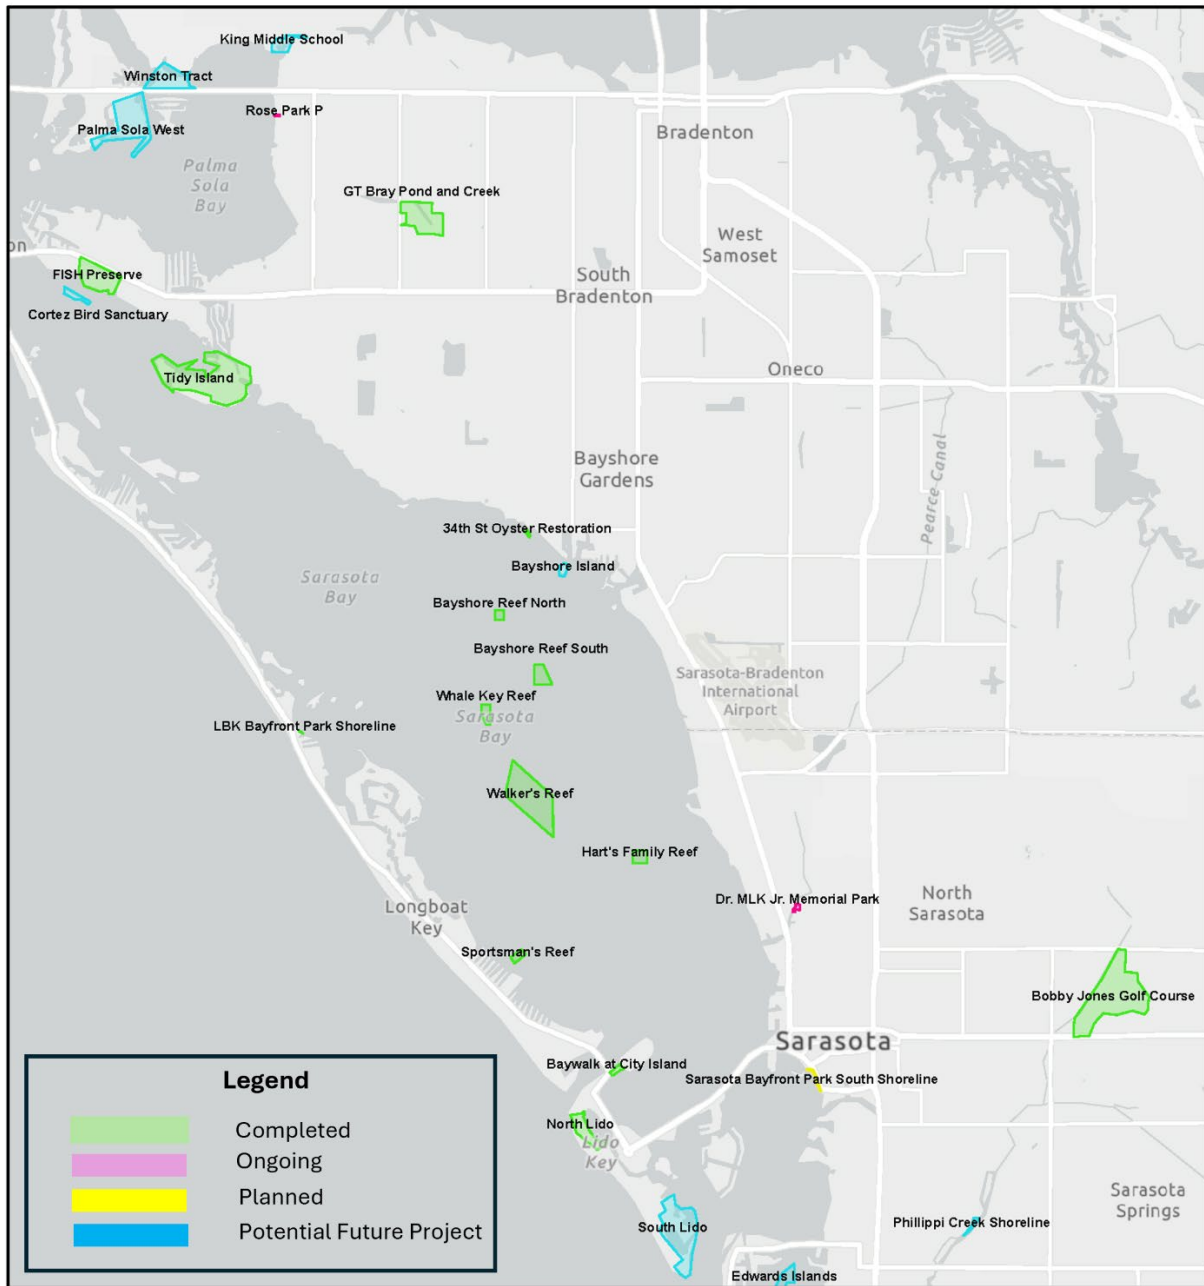 King Middle School
Winston Tract
Rose Park P
Palma Sola West
Bradenton
Palma
Sola
Bay
GT Bray Pond and Creek
West
Samoset
on
FISH Preserve
South
Bradenton
Cortez Bird Sanctuary
Tidy Island
Oneco
Bayshore
Gardens
Pearce Canal
34th St Oyster Restoration
Bayshore Island
Sarasota
Bay
Bayshore Reef North
Bayshore Reef South
Sarasota-Bradenton
International
Airport
Whale Key Reef
Sarasota
Bay
LBK Bayfront Park Shoreline
Walker's Reef
Hart's Family Reef
Dr. MLK Jr. Memorial Park
North
Sarasota
Longboat
Key
Sportsman's Reef
Bobby Jones Golf Course
Sarasota
Baywalk at City Island
Sarasota Bayfront Park South Shoreline
North Lido
Lido
Key
South Lido
Phillippi Creek Shoreline
Sarasota
Springs
Edwards Islands
Legend
Completed
Ongoing
Planned
Potential Future Project